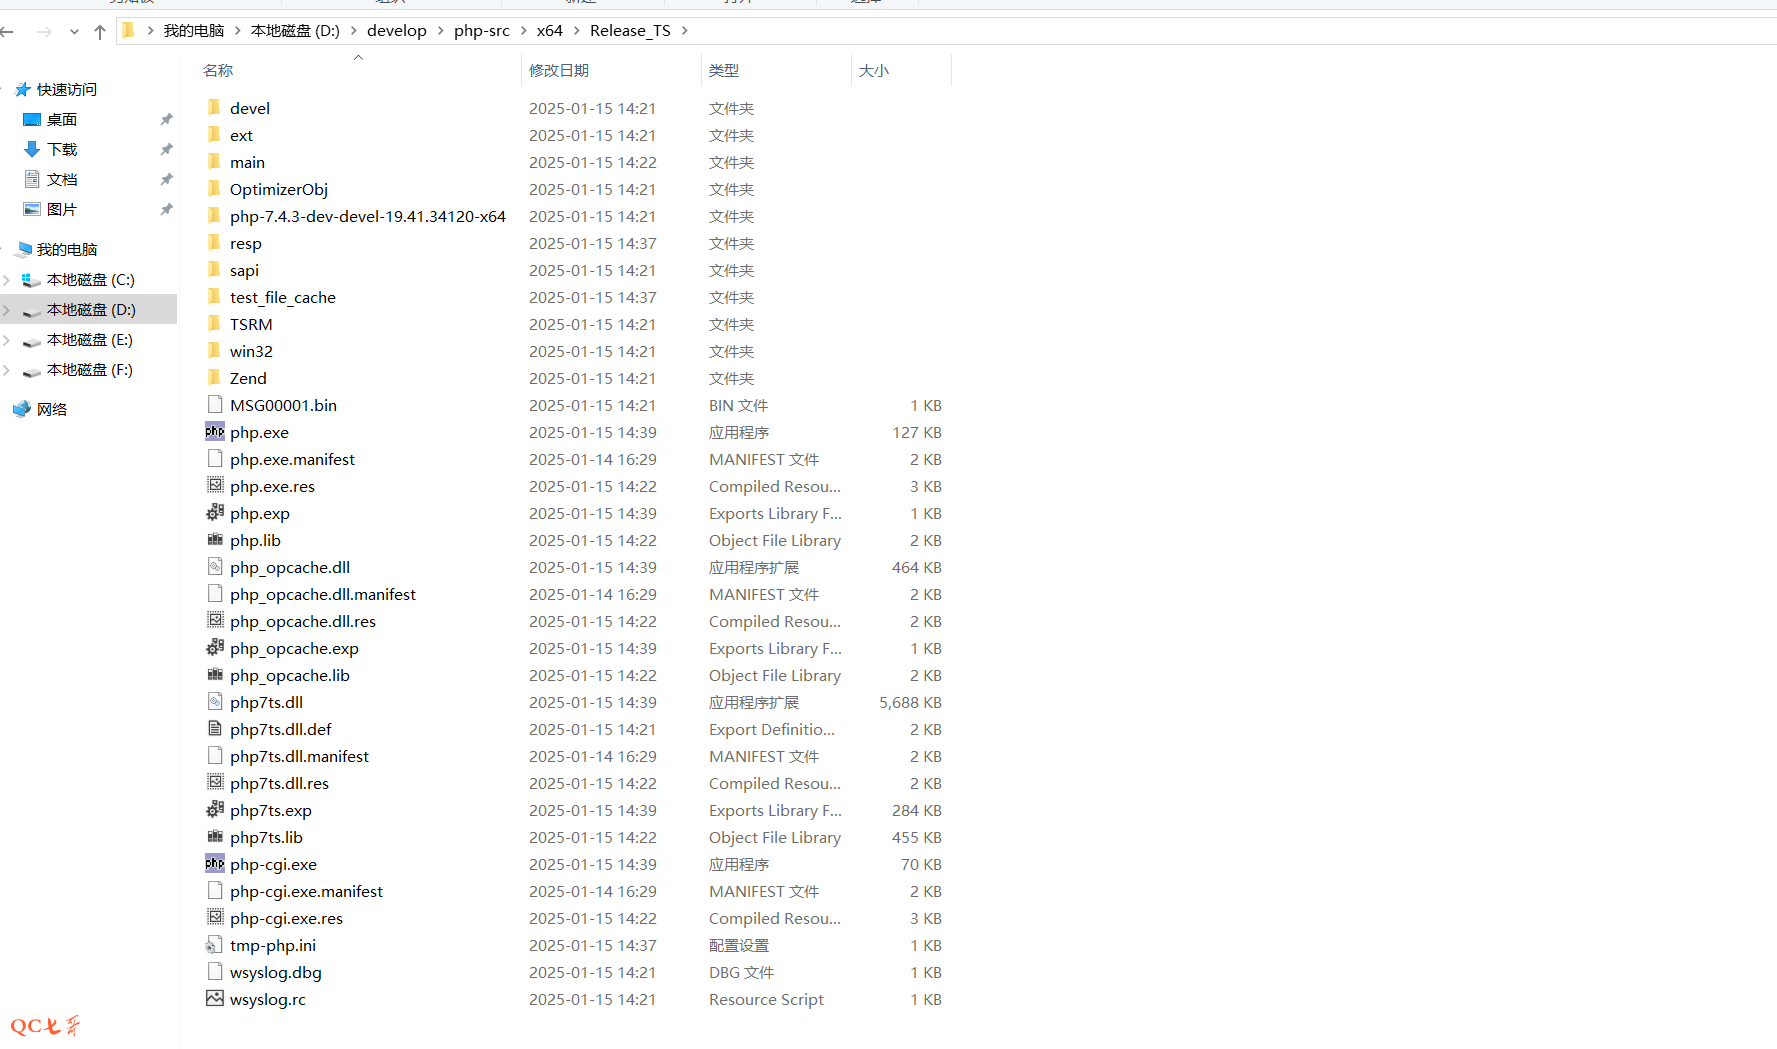 我的电脑 本地磁盘 (D:) develop php-src x64 Release_TS
名称 修改日期 类型 大小
快速访问
桌面
下载
文档
图片
我的电脑
本地磁盘 (C:)
本地磁盘 (D:)
本地磁盘 (E:)
本地磁盘 (F:)
网络
devel 2025-01-15 14:21 文件夹
ext 2025-01-15 14:21 文件夹
main 2025-01-15 14:22 文件夹
OptimizerObj 2025-01-15 14:21 文件夹
php-7.4.3-dev-devel-19.41.34120-x64 2025-01-15 14:21 文件夹
resp 2025-01-15 14:37 文件夹
sapi 2025-01-15 14:21 文件夹
test_file_cache 2025-01-15 14:37 文件夹
TSRM 2025-01-15 14:21 文件夹
win32 2025-01-15 14:21 文件夹
Zend 2025-01-15 14:21 文件夹
MSG00001.bin 2025-01-15 14:21 BIN 文件 1 KB
php.exe 2025-01-15 14:39 应用程序 127 KB
php.exe.manifest 2025-01-14 16:29 MANIFEST 文件 2 KB
php.exe.res 2025-01-15 14:22 Compiled Resou... 3 KB
php.exp 2025-01-15 14:39 Exports Library F... 1 KB
php.lib 2025-01-15 14:22 Object File Library 2 KB
php_opcache.dll 2025-01-15 14:39 应用程序扩展 464 KB
php_opcache.dll.manifest 2025-01-14 16:29 MANIFEST 文件 2 KB
php_opcache.dll.res 2025-01-15 14:22 Compiled Resou... 2 KB
php_opcache.exp 2025-01-15 14:39 Exports Library F... 1 KB
php_opcache.lib 2025-01-15 14:22 Object File Library 2 KB
php7ts.dll 2025-01-15 14:39 应用程序扩展 5,688 KB
php7ts.dll.def 2025-01-15 14:21 Export Definitio... 2 KB
php7ts.dll.manifest 2025-01-14 16:29 MANIFEST 文件 2 KB
php7ts.dll.res 2025-01-15 14:22 Compiled Resou... 2 KB
php7ts.exp 2025-01-15 14:39 Exports Library F... 284 KB
php7ts.lib 2025-01-15 14:22 Object File Library 455 KB
php-cgi.exe 2025-01-15 14:39 应用程序 70 KB
php-cgi.exe.manifest 2025-01-14 16:29 MANIFEST 文件 2 KB
php-cgi.exe.res 2025-01-15 14:22 Compiled Resou... 3 KB
tmp-php.ini 2025-01-15 14:37 配置设置 1 KB
wsyslog.dbg 2025-01-15 14:21 DBG 文件 1 KB
wsyslog.rc 2025-01-15 14:21 Resource Script 1 KB
QC七哥